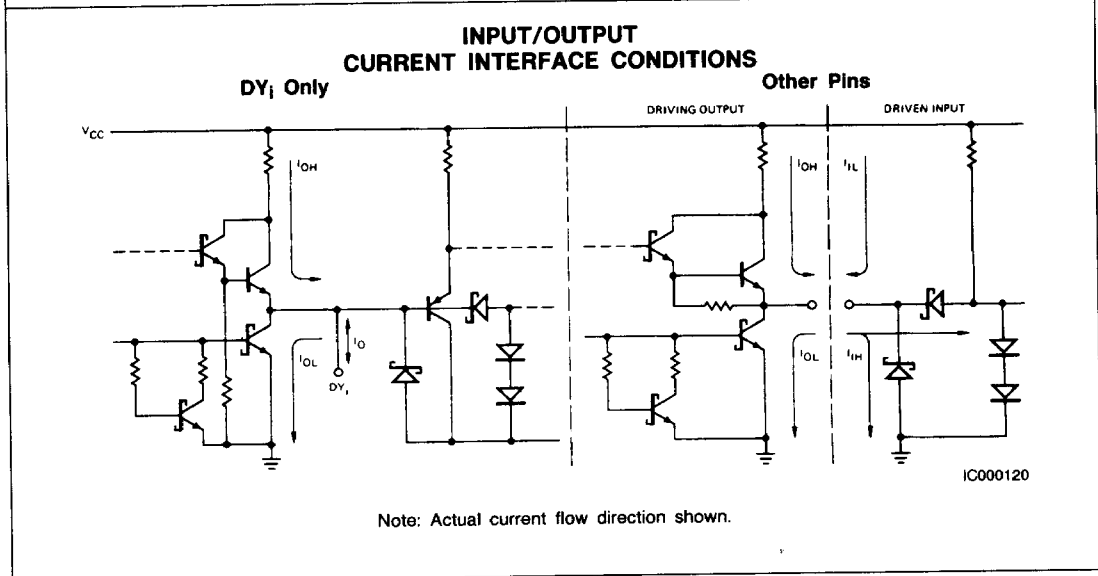 INPUT/OUTPUT
CURRENT INTERFACE CONDITIONS
DYi Only
Other Pins
DRIVING OUTPUT
DRIVEN INPUT
VCC
IOH
IOH
IIL
IOL
IO
DYi
IOL
IIH
IC000120
Note: Actual current flow direction shown.